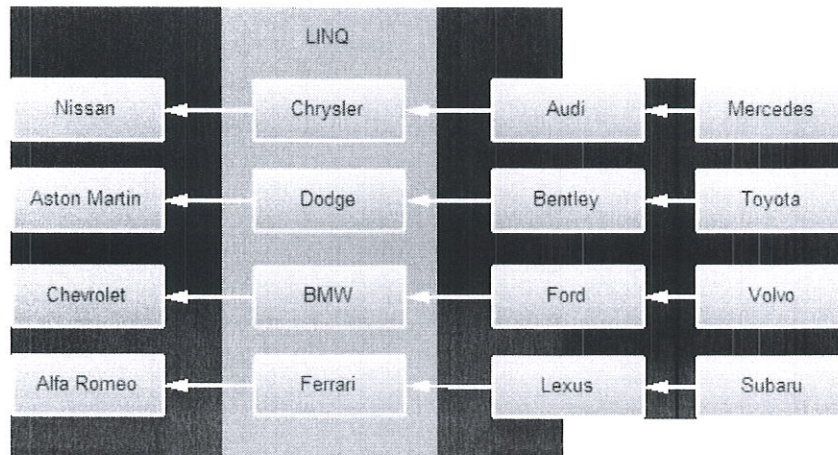 LINQ
Nissan Chrysler Audi Mercedes
Aston Martin Dodge Bentley Toyota
Chevrolet BMW Ford Volvo
Alfa Romeo Ferrari Lexus Subaru